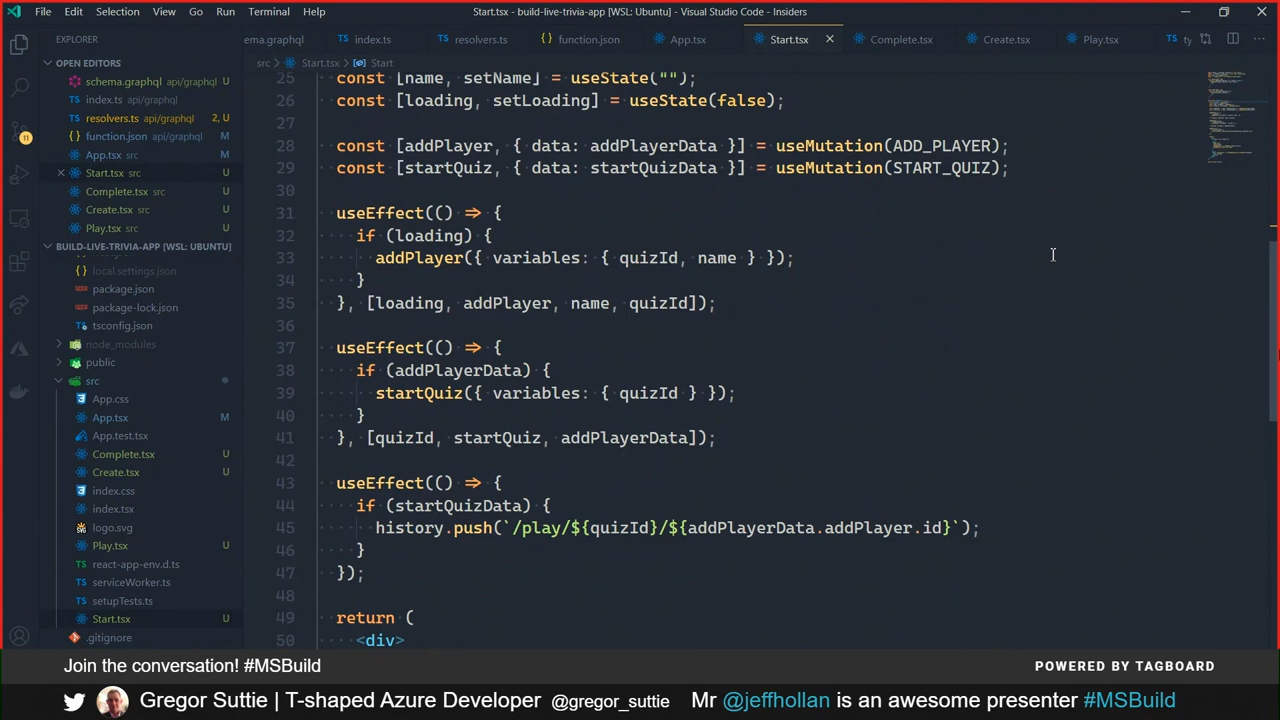 File Edit Selection View Go Run Terminal Help Start.tsx - build-live-trivia-app [WSL: Ubuntu] - Visual Studio Code - Insiders
EXPLORER ema.graphql index.ts resolvers.ts function.json App.tsx Start.tsx Complete.tsx Create.tsx Play.tsx ty
OPEN EDITORS
schema.graphql api/graphql U
index.ts api/graphql
resolvers.ts api/graphql 2, U
function.json api/graphql M
App.tsx src M
Start.tsx src U
Complete.tsx src U
Create.tsx src U
Play.tsx src U
BUILD-LIVE-TRIVIA-APP [WSL: UBUNTU]
local.settings.json
package.json
package-lock.json
tsconfig.json
node_modules
public
src
App.css
App.tsx M
App.test.tsx
Complete.tsx U
Create.tsx U
index.css
index.tsx
logo.svg
Play.tsx U
react-app-env.d.ts
serviceWorker.ts
setupTests.ts
Start.tsx U
.gitignore
11
src > Start.tsx > Start
25 const [name, setName] = useState("");
26 const [loading, setLoading] = useState(false);
27
28 const [addPlayer, { data: addPlayerData }] = useMutation(ADD_PLAYER);
29 const [startQuiz, { data: startQuizData }] = useMutation(START_QUIZ);
30
31 useEffect(() => {
32 if (loading) {
33 addPlayer({ variables: { quizId, name } });
34 }
35 }, [loading, addPlayer, name, quizId]);
36
37 useEffect(() => {
38 if (addPlayerData) {
39 startQuiz({ variables: { quizId } });
40 }
41 }, [quizId, startQuiz, addPlayerData]);
42
43 useEffect(() => {
44 if (startQuizData) {
45 history.push(`/play/${quizId}/${addPlayerData.addPlayer.id}`);
46 }
47 });
48
49 return (
50 <div>
Join the conversation! #MSBuild POWERED BY TAGBOARD
Gregor Suttie | T-shaped Azure Developer @gregor_suttie Mr @jeffhollan is an awesome presenter #MSBuild